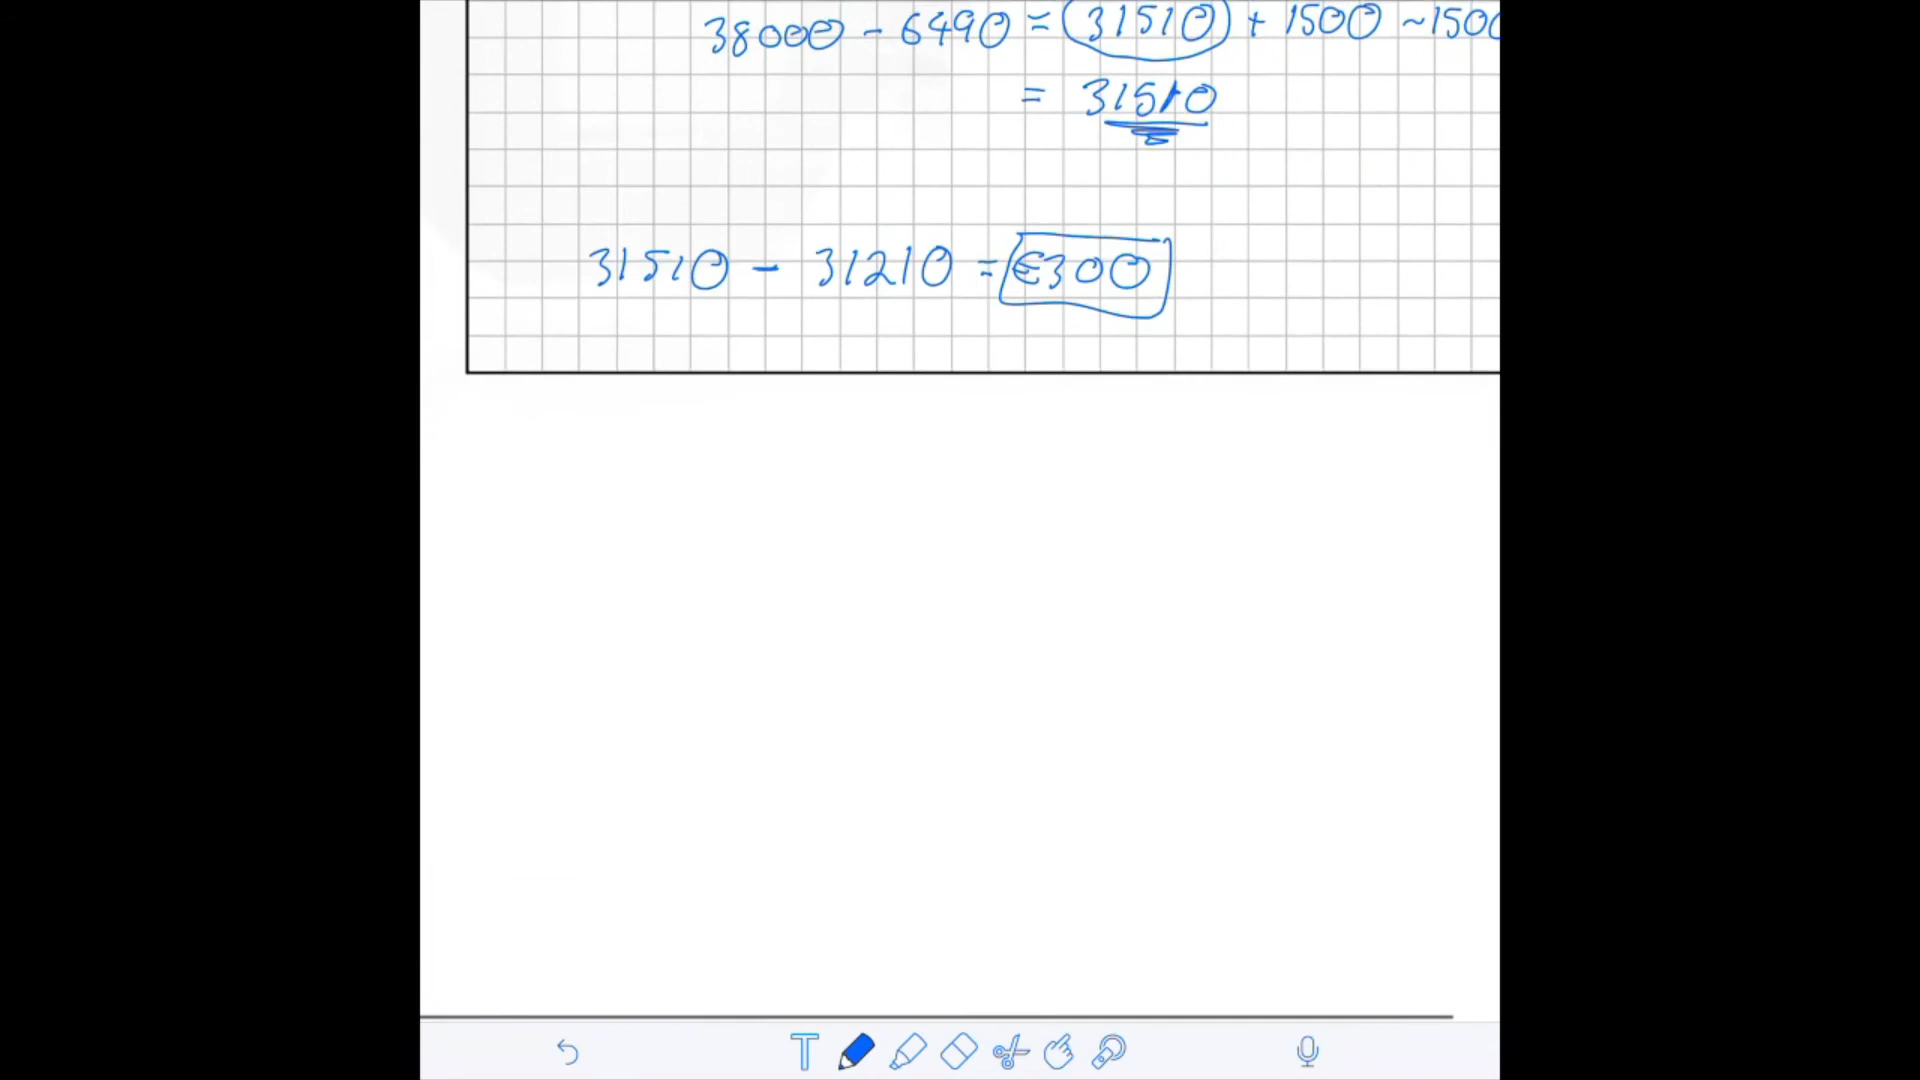 38000 - 6490 = 31510 + 1500 ~1500
= 31510
31510 - 31210 = €300
T